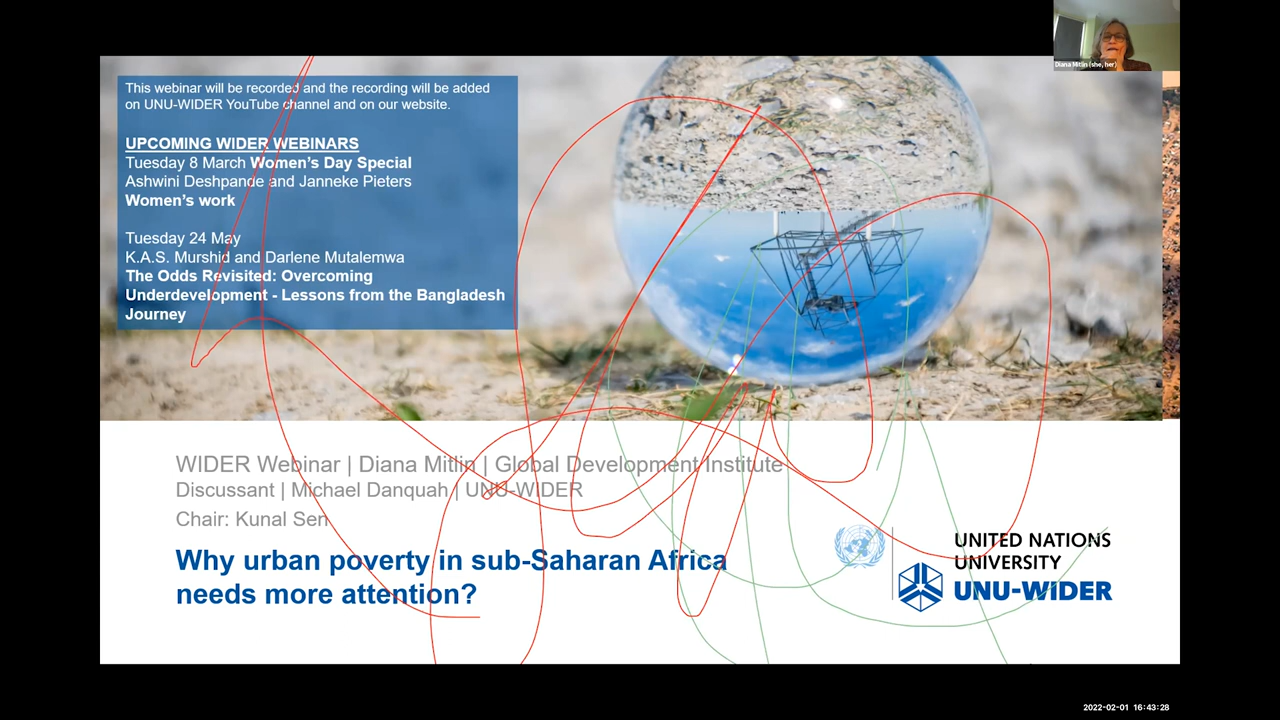 Diana Mitlin (she, her)
This webinar will be recorded and the recording will be added
on UNU-WIDER YouTube channel and on our website.
UPCOMING WIDER WEBINARS
Tuesday 8 March Women's Day Special
Ashwini Deshpande and Janneke Pieters
Women's work
Tuesday 24 May
K.A.S. Murshid and Darlene Mutalemwa
The Odds Revisited: Overcoming
Underdevelopment - Lessons from the Bangladesh
Journey
WIDER Webinar | Diana Mitlin | Global Development Institute
Discussant | Michael Danquah | UNU-WIDER
Chair: Kunal Sen
Why urban poverty in sub-Saharan Africa
needs more attention?
UNITED NATIONS
UNIVERSITY
UNU-WIDER
2022-02-01 16:43:28